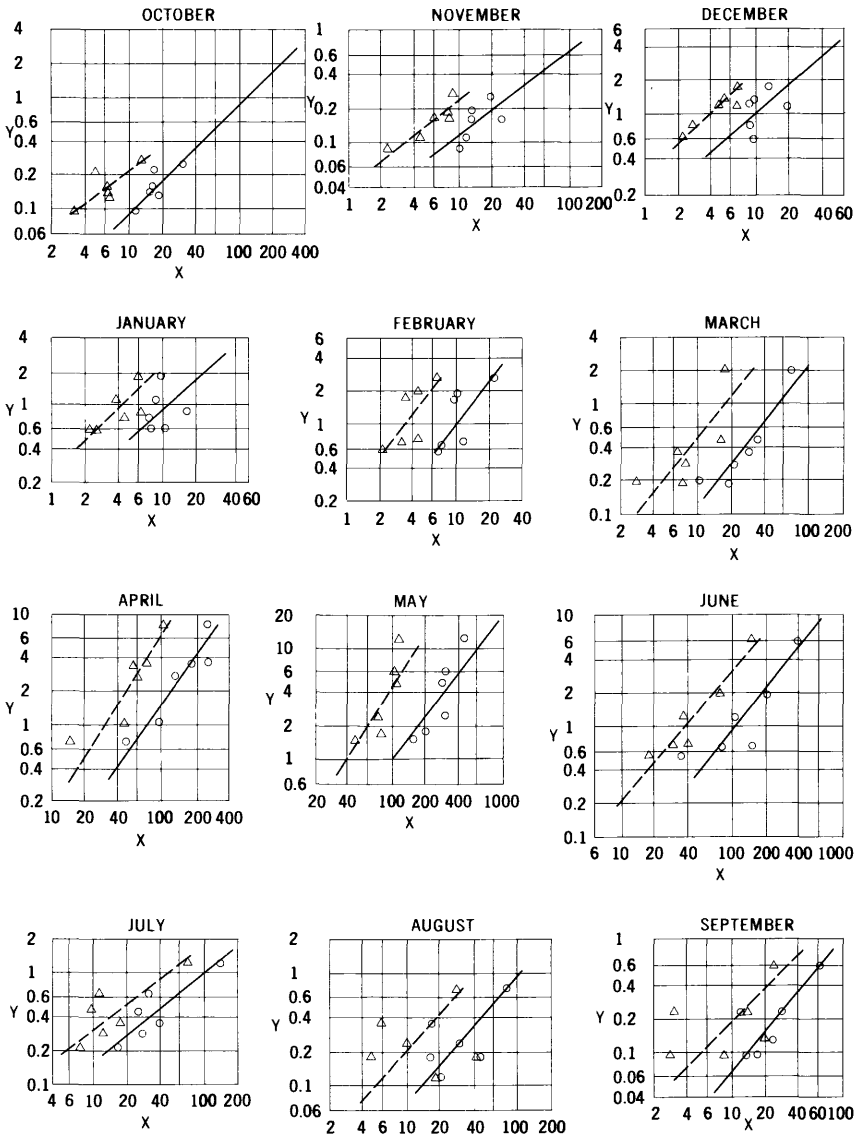 OCTOBER NOVEMBER DECEMBER
4 2 1 Y 0.6 0.4 0.2 0.1 0.06
2 4 6 10 20 40 100 200 400
X
1 0.6 0.4 Y 0.2 0.1 0.06 0.04
1 2 4 6 10 20 40 100 200
X
6 4 2 Y 1 0.6 0.4 0.2
1 2 4 6 10 20 40 60
X
JANUARY FEBRUARY MARCH
4 2 Y 1 0.6 0.4 0.2
1 2 4 6 10 20 40 60
X
6 4 2 Y 1 0.6 0.4 0.2
1 2 4 6 10 20 40
X
4 2 1 Y 0.6 0.4 0.2 0.1
2 4 6 10 20 40 100 200
X
APRIL MAY JUNE
10 6 4 2 Y 1 0.6 0.4 0.2
10 20 40 60 100 200 400
X
20 10 6 Y 4 2 1 0.6
20 40 100 200 400 1000
X
10 6 4 2 1 Y 0.6 0.4 0.2 0.1
6 10 20 40 100 200 400 1000
X
JULY AUGUST SEPTEMBER
2 1 Y 0.6 0.4 0.2 0.1
4 6 10 20 40 100 200
X
2 1 0.6 Y 0.4 0.2 0.1 0.06
2 4 6 10 20 40 100 200
X
1 0.6 0.4 Y 0.2 0.1 0.06 0.04
2 4 6 10 20 40 60 100
X